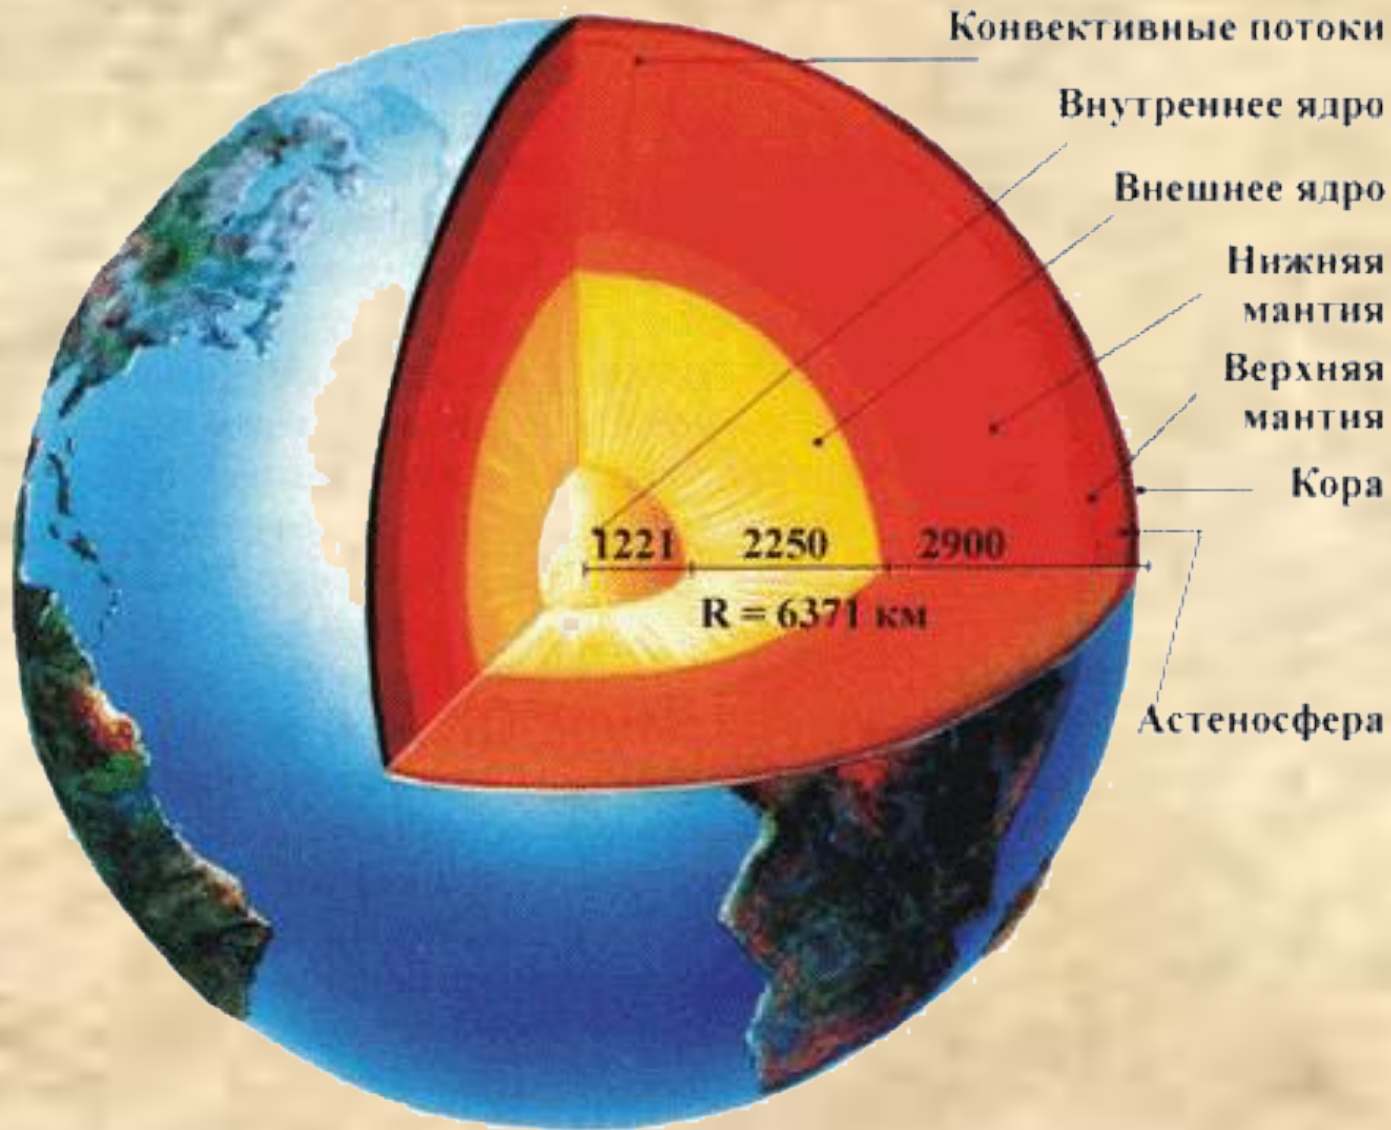 Конвективные потоки
Внутреннее ядро
Внешнее ядро
Нижняя
мантия
Верхняя
мантия
Кора
1221 2250 2900
R = 6371 км
Астеносфера